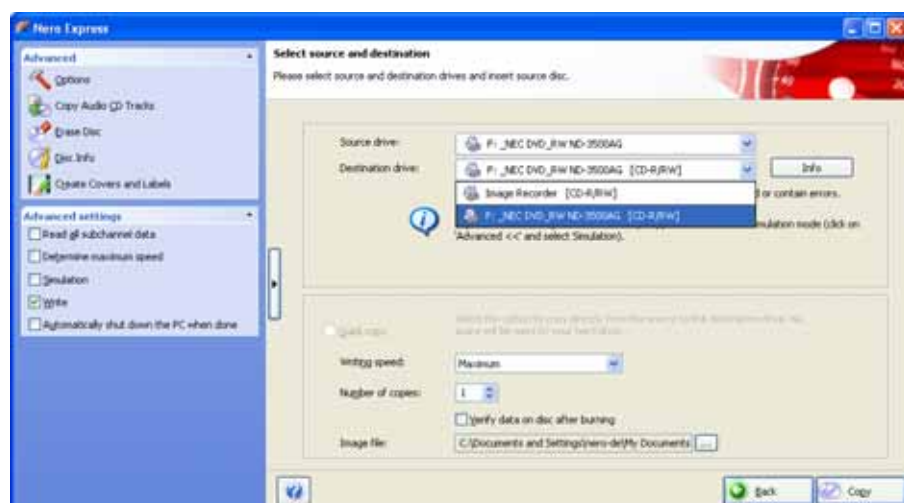 Nero Express
Advanced
Options
Copy Audio CD Tracks
Erase Disc
Disc Info
Create Covers and Labels
Advanced settings
Read all subchannel data
Determine maximum speed
Simulation
Write
Automatically shut down the PC when done
Select source and destination
Please select source and destination drives and insert source disc.
Source drive:
F: _NEC DVD_RW ND-3500AG
Destination drive:
F: _NEC DVD_RW ND-3500AG [CD-R/RW]
Info
Image Recorder [CD-R/RW]
or contain errors.
F: _NEC DVD_RW ND-3500AG [CD-R/RW]
simulation mode (click on
'Advanced <<' and select Simulation).
Quick copy
Writing speed:
Maximum
Number of copies:
1
Verify data on disc after burning
Image file:
C:\Documents and Settings\nero-de\My Documents
...
Back
Copy